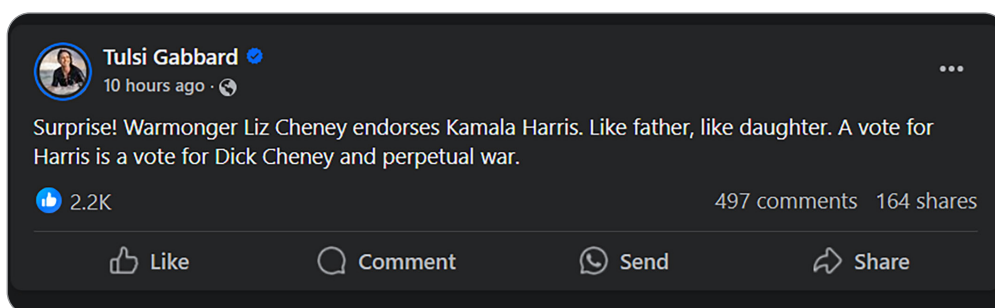 Tulsi Gabbard
10 hours ago ·
Surprise! Warmonger Liz Cheney endorses Kamala Harris. Like father, like daughter. A vote for
Harris is a vote for Dick Cheney and perpetual war.
2.2K 497 comments 164 shares
Like Comment Send Share